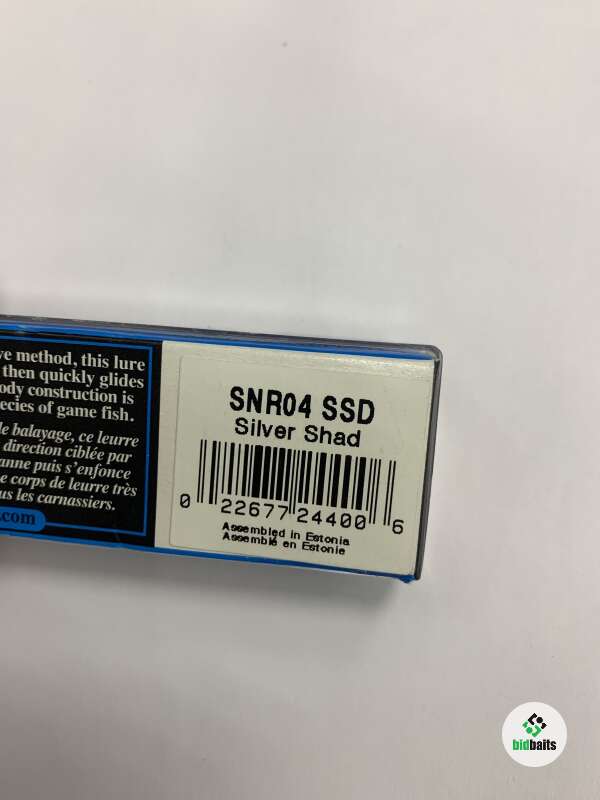 ve method, this lure
then quickly glides
ody construction is
ecies of game fish.
le balayage, ce leurre
direction ciblée par
anne puis s'enfonce
e corps de leurre très
us les carnassiers.
.com
SNR04 SSD
Silver Shad
0 22677 24400 6
Assembled in Estonia
Assemblé en Estonie
bidbaits